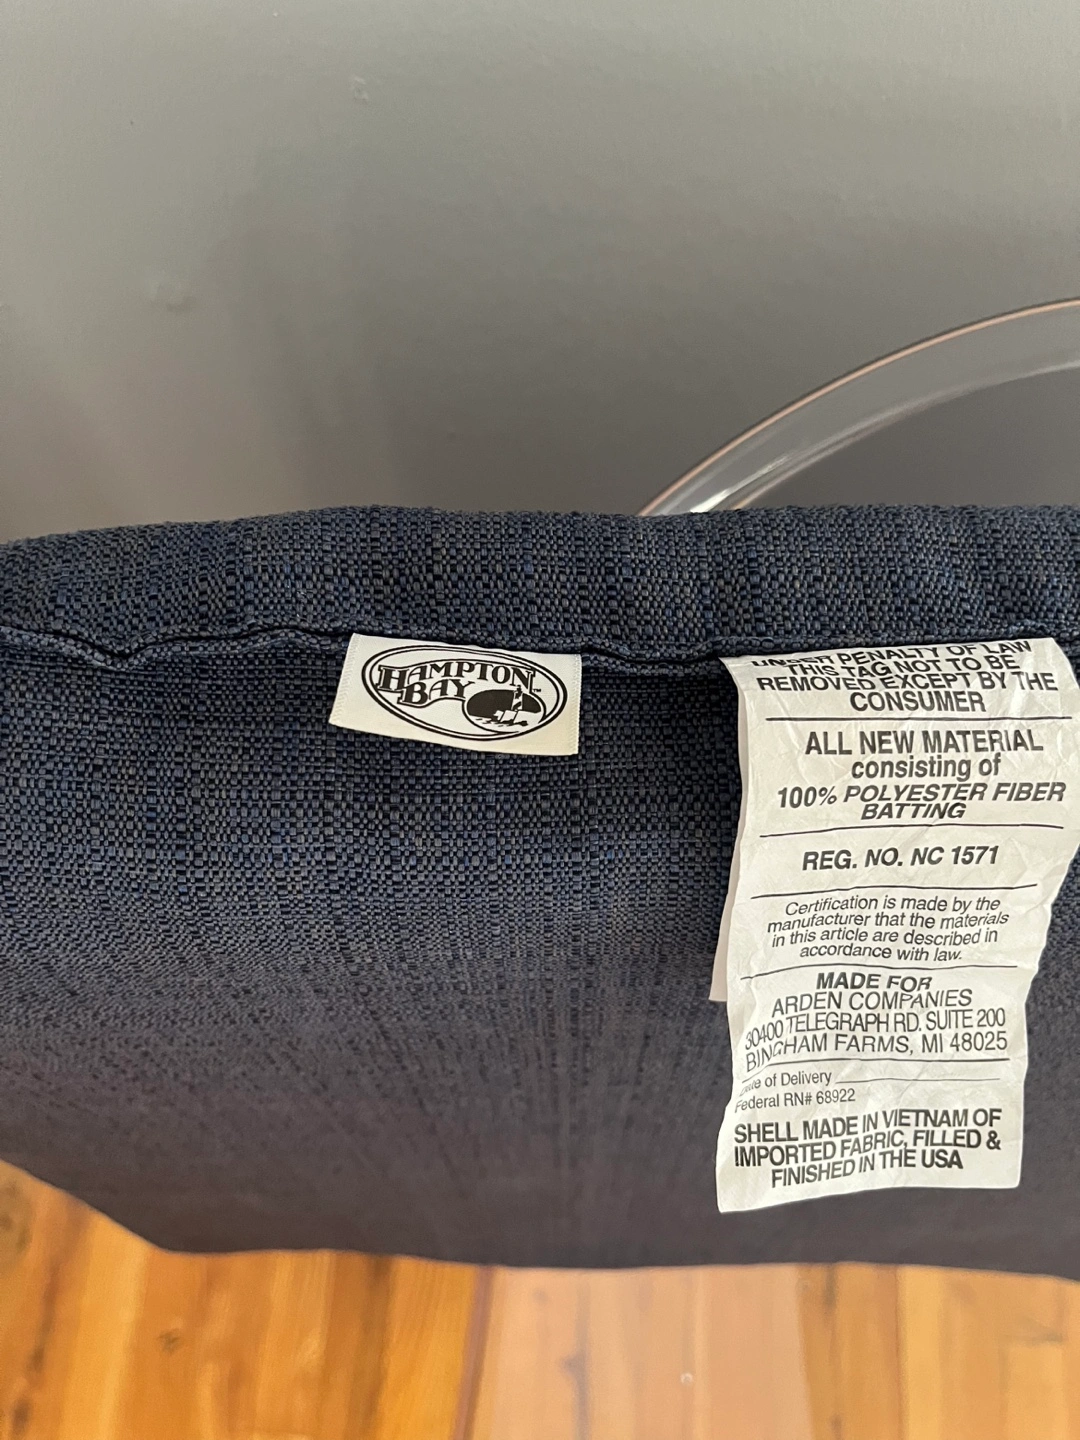 HAMPTON
BAY
UNDER PENALTY OF LAW
THIS TAG NOT TO BE
REMOVED EXCEPT BY THE
CONSUMER
ALL NEW MATERIAL
consisting of
100% POLYESTER FIBER
BATTING
REG. NO. NC 1571
Certification is made by the
manufacturer that the materials
in this article are described in
accordance with law.
MADE FOR
ARDEN COMPANIES
30400 TELEGRAPH RD. SUITE 200
BINGHAM FARMS, MI 48025
Date of Delivery
Federal RN# 68922
SHELL MADE IN VIETNAM OF
IMPORTED FABRIC, FILLED &
FINISHED IN THE USA